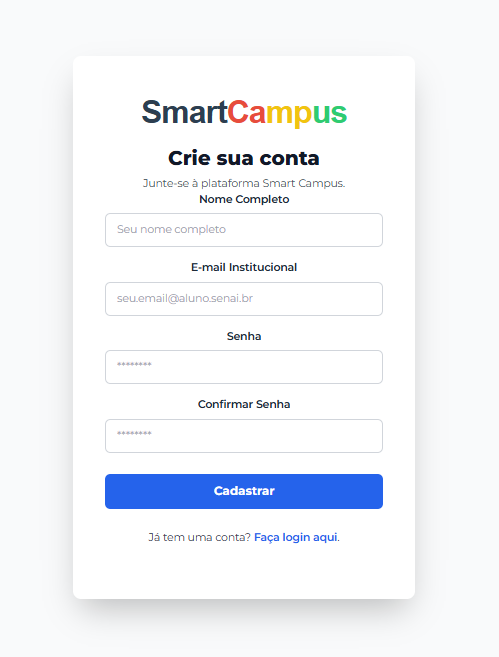 SmartCampus
Crie sua conta
Junte-se à plataforma Smart Campus.
Nome Completo
Seu nome completo
E-mail Institucional
seu.email@aluno.senai.br
Senha
********
Confirmar Senha
********
Cadastrar
Já tem uma conta? Faça login aqui.